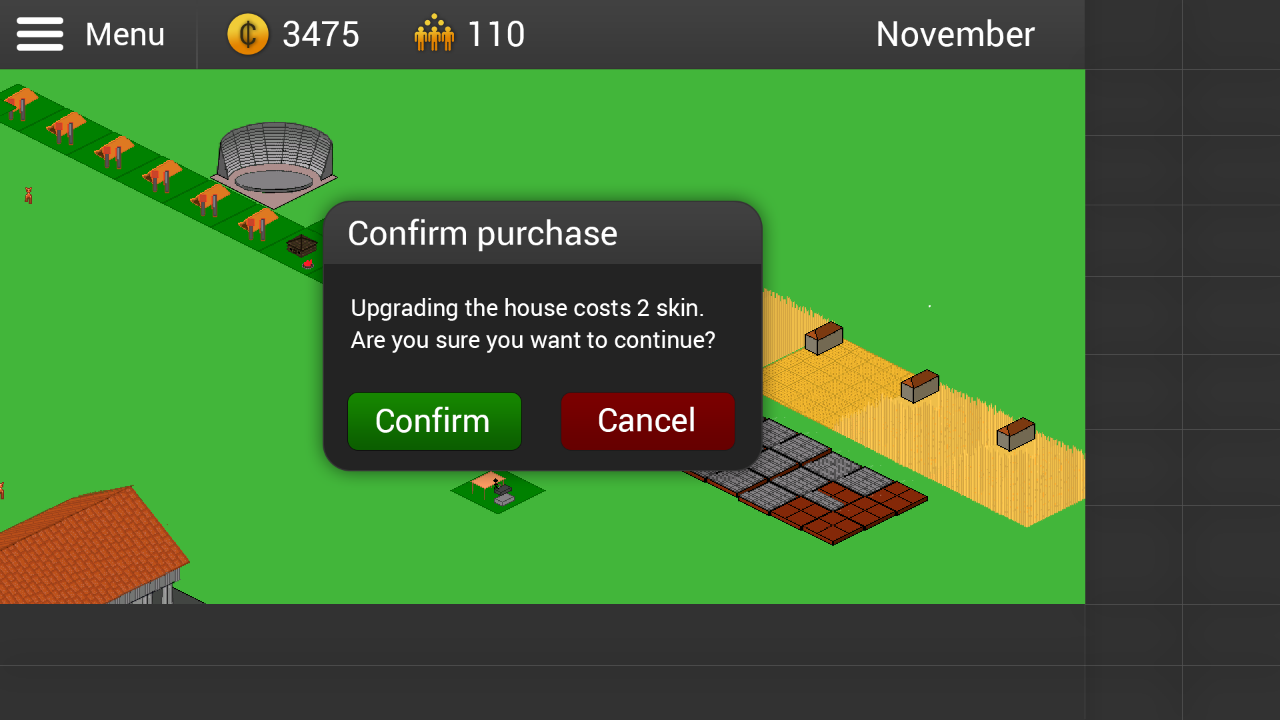 Menu
3475
110
November
Confirm purchase
Upgrading the house costs 2 skin.
Are you sure you want to continue?
Confirm
Cancel